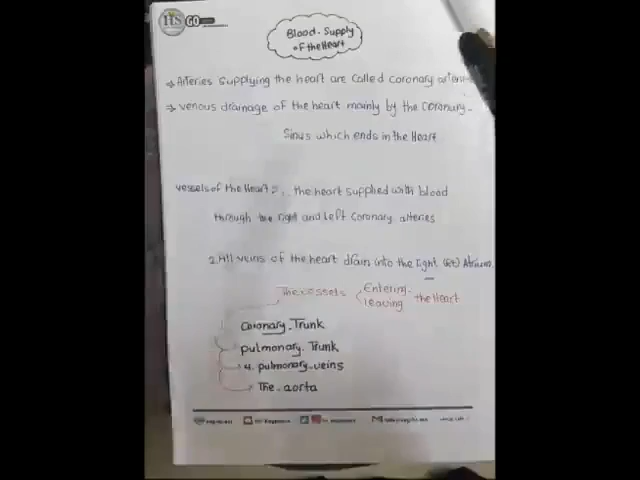 HS GO
Blood. Supply
of the Heart
→ Arteries supplying the heart are called coronary arteries
→ venous drainage of the heart mainly by the coronary.
Sinus which ends in the Heart
vessels of the Heart :. the heart supplied with blood
through the right and left coronary arteries
2. All veins of the heart drain into the right (Rt) Atrium.
The vessels Entering. the Heart
leaving
Coronary. Trunk
pulmonary. Trunk
4. pulmonary. veins
The. aorta